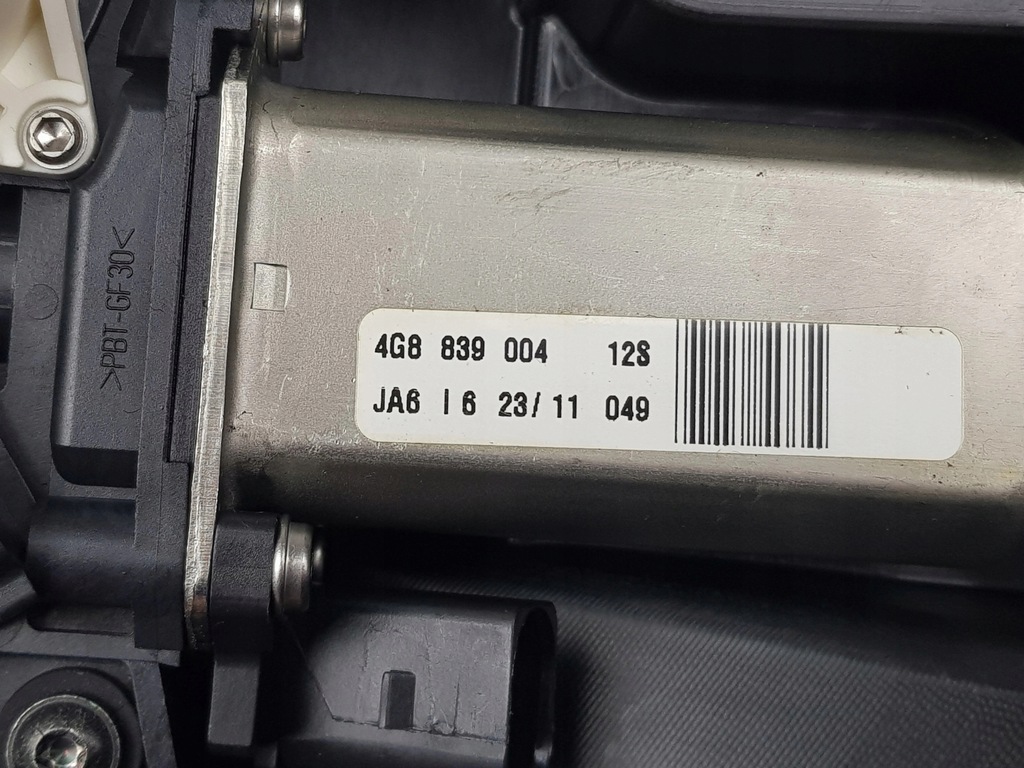 4G8 839 004 12S
JA6 I 6 23/ 11 049
>PBT-GF30<